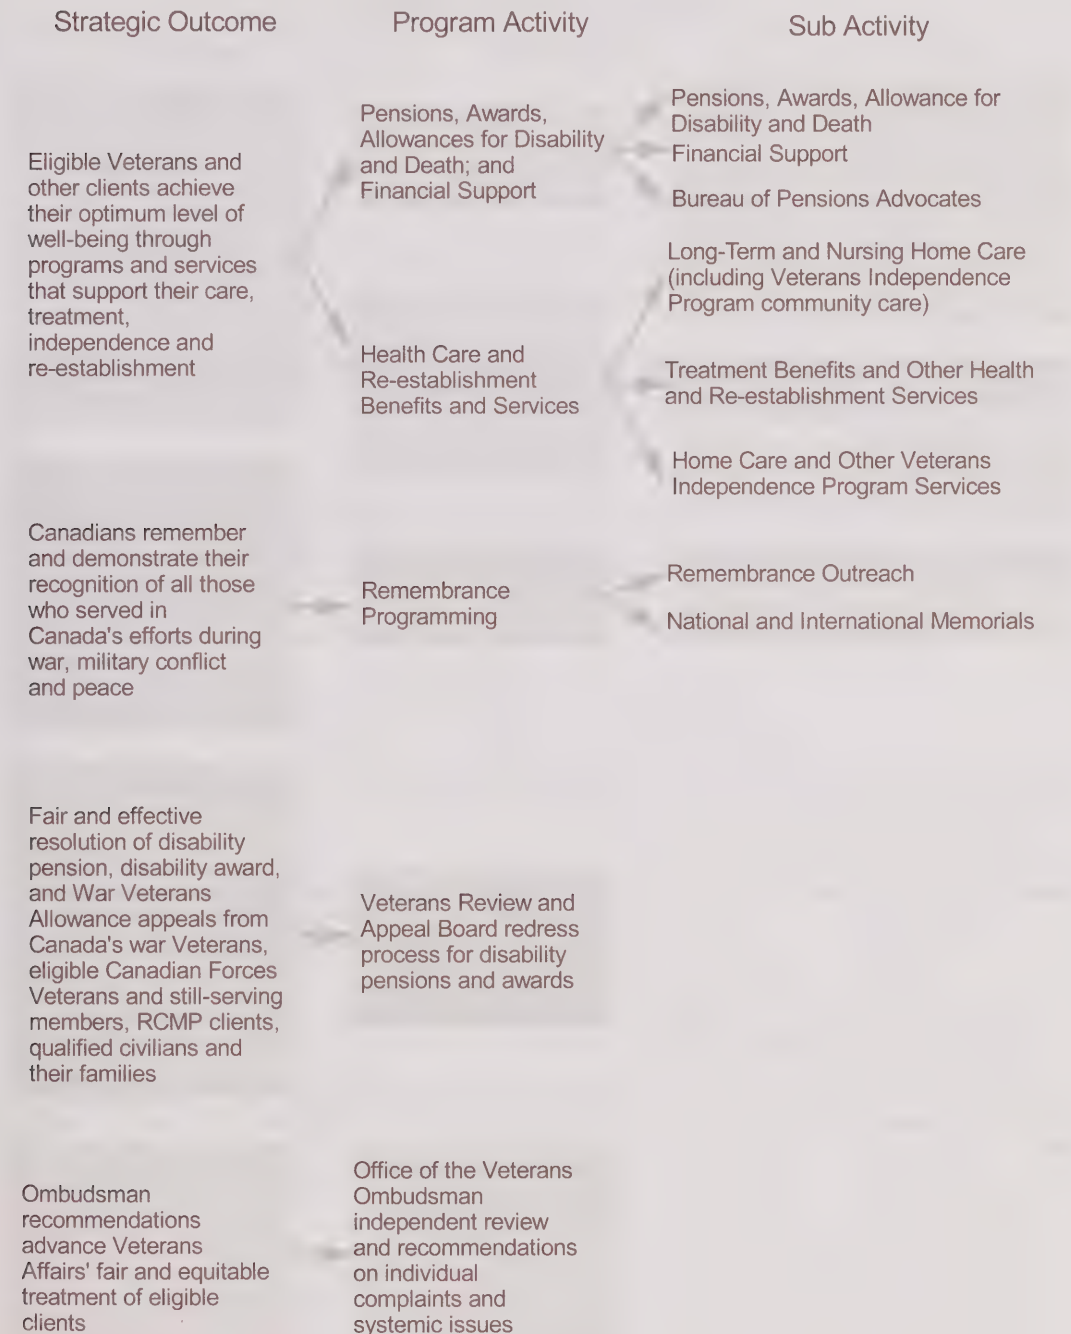 Strategic Outcome
Program Activity
Sub Activity
Eligible Veterans and
other clients achieve
their optimum level of
well-being through
programs and services
that support their care,
treatment,
independence and
re-establishment
Pensions, Awards,
Allowances for Disability
and Death; and
Financial Support
Pensions, Awards, Allowance for
Disability and Death
Financial Support
Bureau of Pensions Advocates
Health Care and
Re-establishment
Benefits and Services
Long-Term and Nursing Home Care
(including Veterans Independence
Program community care)
Treatment Benefits and Other Health
and Re-establishment Services
Home Care and Other Veterans
Independence Program Services
Canadians remember
and demonstrate their
recognition of all those
who served in
Canada's efforts during
war, military conflict
and peace
Remembrance
Programming
Remembrance Outreach
National and International Memorials
Fair and effective
resolution of disability
pension, disability award,
and War Veterans
Allowance appeals from
Canada's war Veterans,
eligible Canadian Forces
Veterans and still-serving
members, RCMP clients,
qualified civilians and
their families
Veterans Review and
Appeal Board redress
process for disability
pensions and awards
Ombudsman
recommendations
advance Veterans
Affairs' fair and equitable
treatment of eligible
clients
Office of the Veterans
Ombudsman
independent review
and recommendations
on individual
complaints and
systemic issues